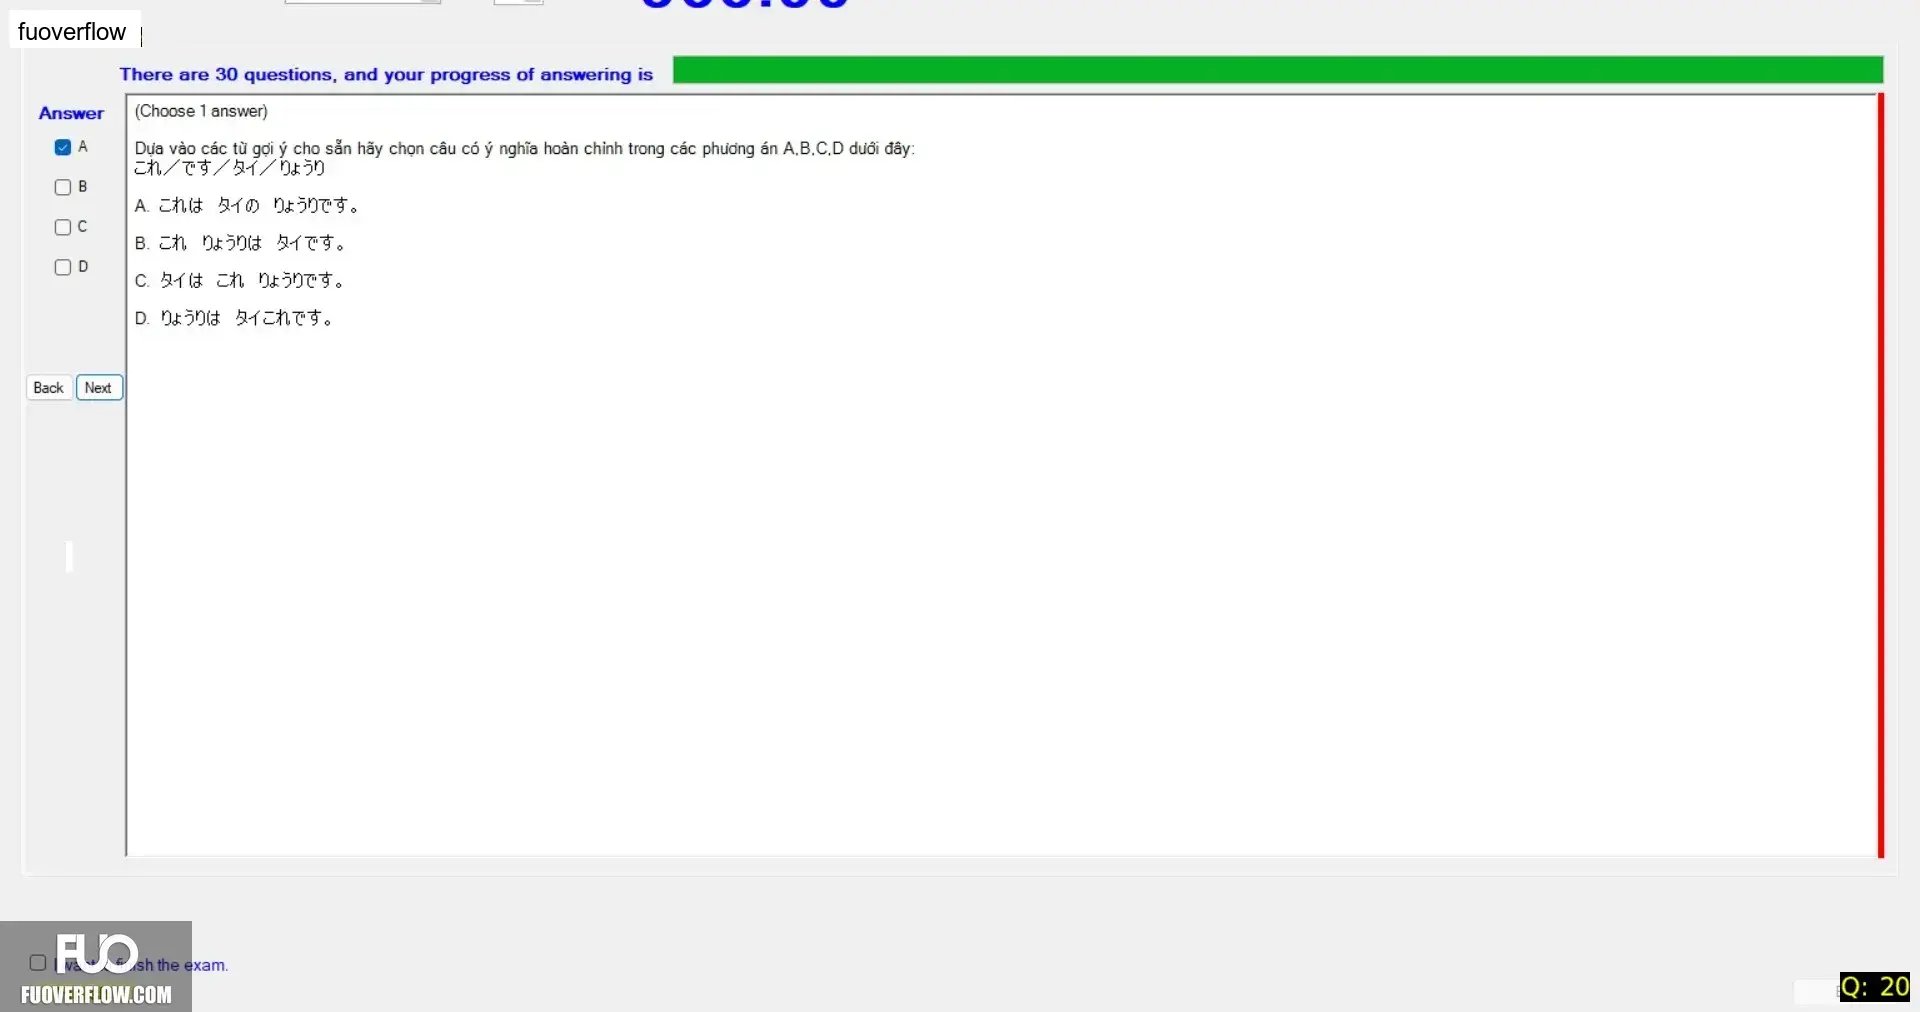 fuoverflow
There are 30 questions, and your progress of answering is
Answer
(Choose 1 answer)
A
Dựa vào các từ gợi ý cho sẵn hãy chọn câu có ý nghĩa hoàn chỉnh trong các phương án A,B,C,D dưới đây:
これ／です／タイ／りょうり
B
A. これは　タイの　りょうりです。
C
B. これ　りょうりは　タイです。
D
C. タイは　これ　りょうりです。
D. りょうりは　タイこれです。
Back Next
FUO
finish the exam.
FUOVERFLOW.COM
Q: 20